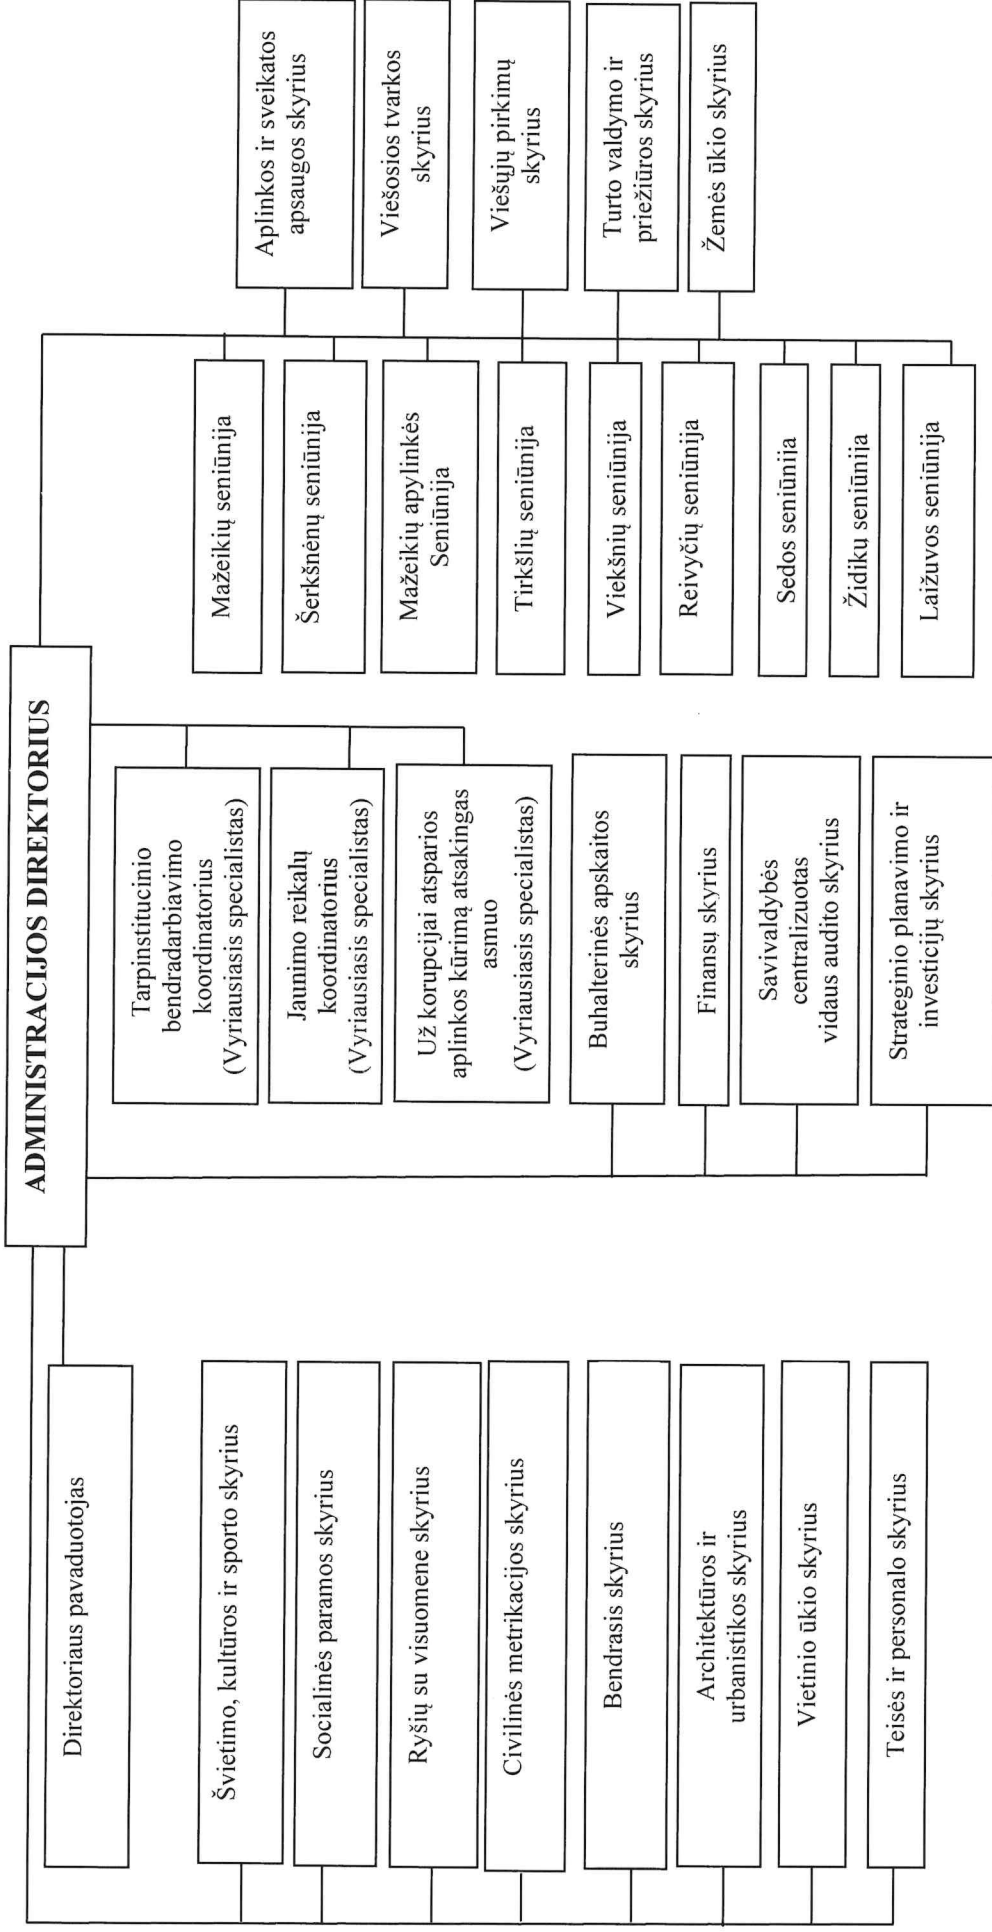 ADMINISTRACIJOS DIREKTORIUS
Direktoriaus pavaduotojas
Švietimo, kultūros ir sporto skyrius
Socialinės paramos skyrius
Ryšių su visuomene skyrius
Civilinės metrikacijos skyrius
Bendrasis skyrius
Architektūros ir
urbanistikos skyrius
Vietinio ūkio skyrius
Teisės ir personalo skyrius
Tarpinstitucinio
bendradarbiavimo
koordinatorius
(Vyriausiasis specialistas)
Jaunimo reikalų
koordinatorius
(Vyriausiasis specialistas)
Už korupcijai atsparios
aplinkos kūrimą atsakingas
asmuo
(Vyriausiasis specialistas)
Buhalterinės apskaitos
skyrius
Finansų skyrius
Savivaldybės
centralizuotas
vidaus audito skyrius
Strateginio planavimo ir
investicijų skyrius
Mažeikių seniūnija
Šerkšnėnų seniūnija
Mažeikių apylinkės
Seniūnija
Tirkšlių seniūnija
Viekšnių seniūnija
Reivyčių seniūnija
Sedos seniūnija
Židikų seniūnija
Laižuvos seniūnija
Aplinkos ir sveikatos
apsaugos skyrius
Viešosios tvarkos
skyrius
Viešųjų pirkimų
skyrius
Turto valdymo ir
priežiūros skyrius
Žemės ūkio skyrius